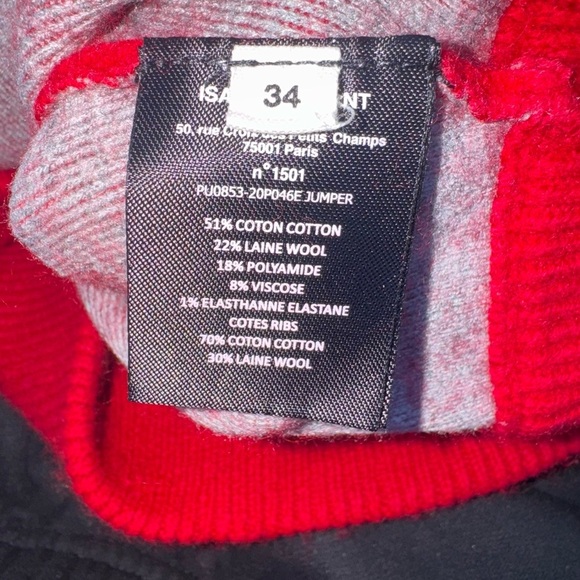 34
50, rue Champs
75001 Paris
n°1501
PU0853-20P046E JUMPER
51% COTON COTTON
22% LAINE WOOL
18% POLYAMIDE
8% VISCOSE
1% ELASTHANNE ELASTANE
COTES RIBS
70% COTON COTTON
30% LAINE WOOL